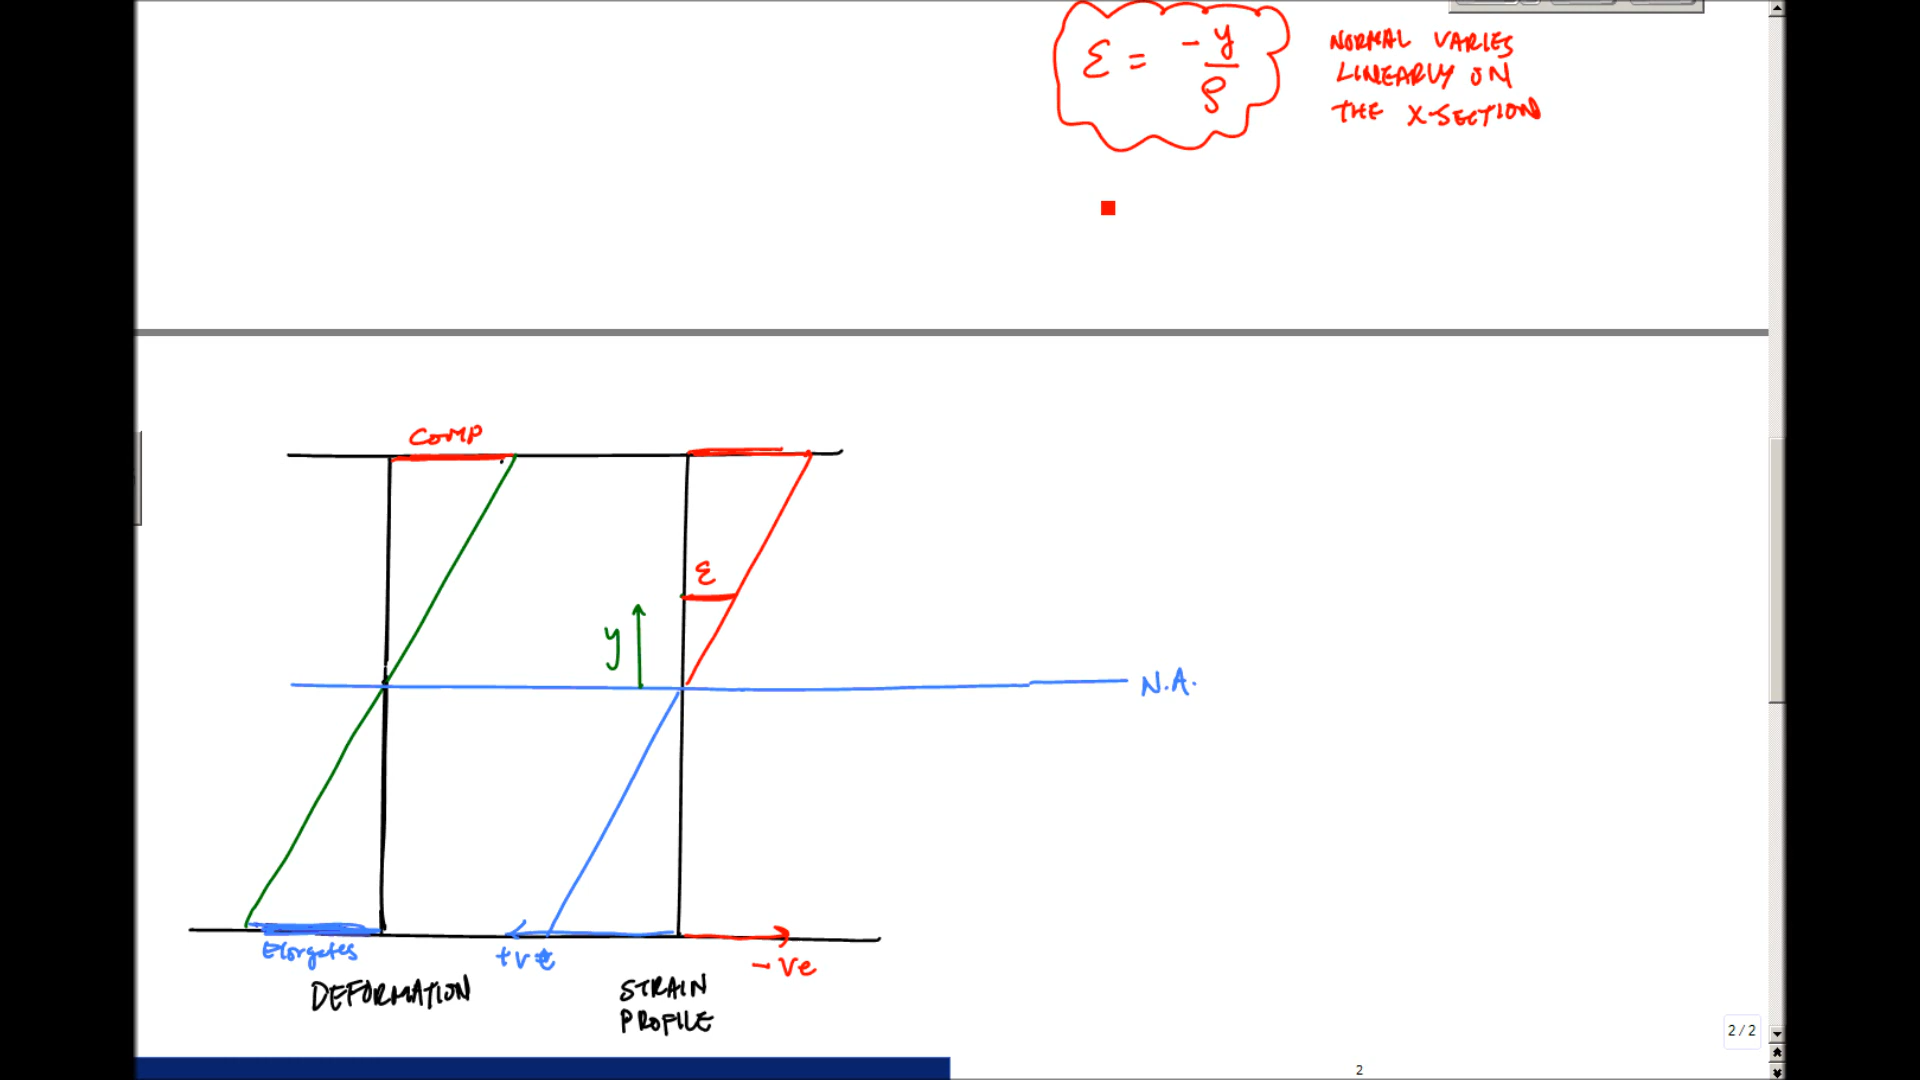 ε = -y/ρ
NORMAL VARIES
LINEARLY ON
THE X-SECTION
COMP
ε
y
N.A.
Elongates
+ve
-ve
DEFORMATION
STRAIN
PROFILE
2/2
2